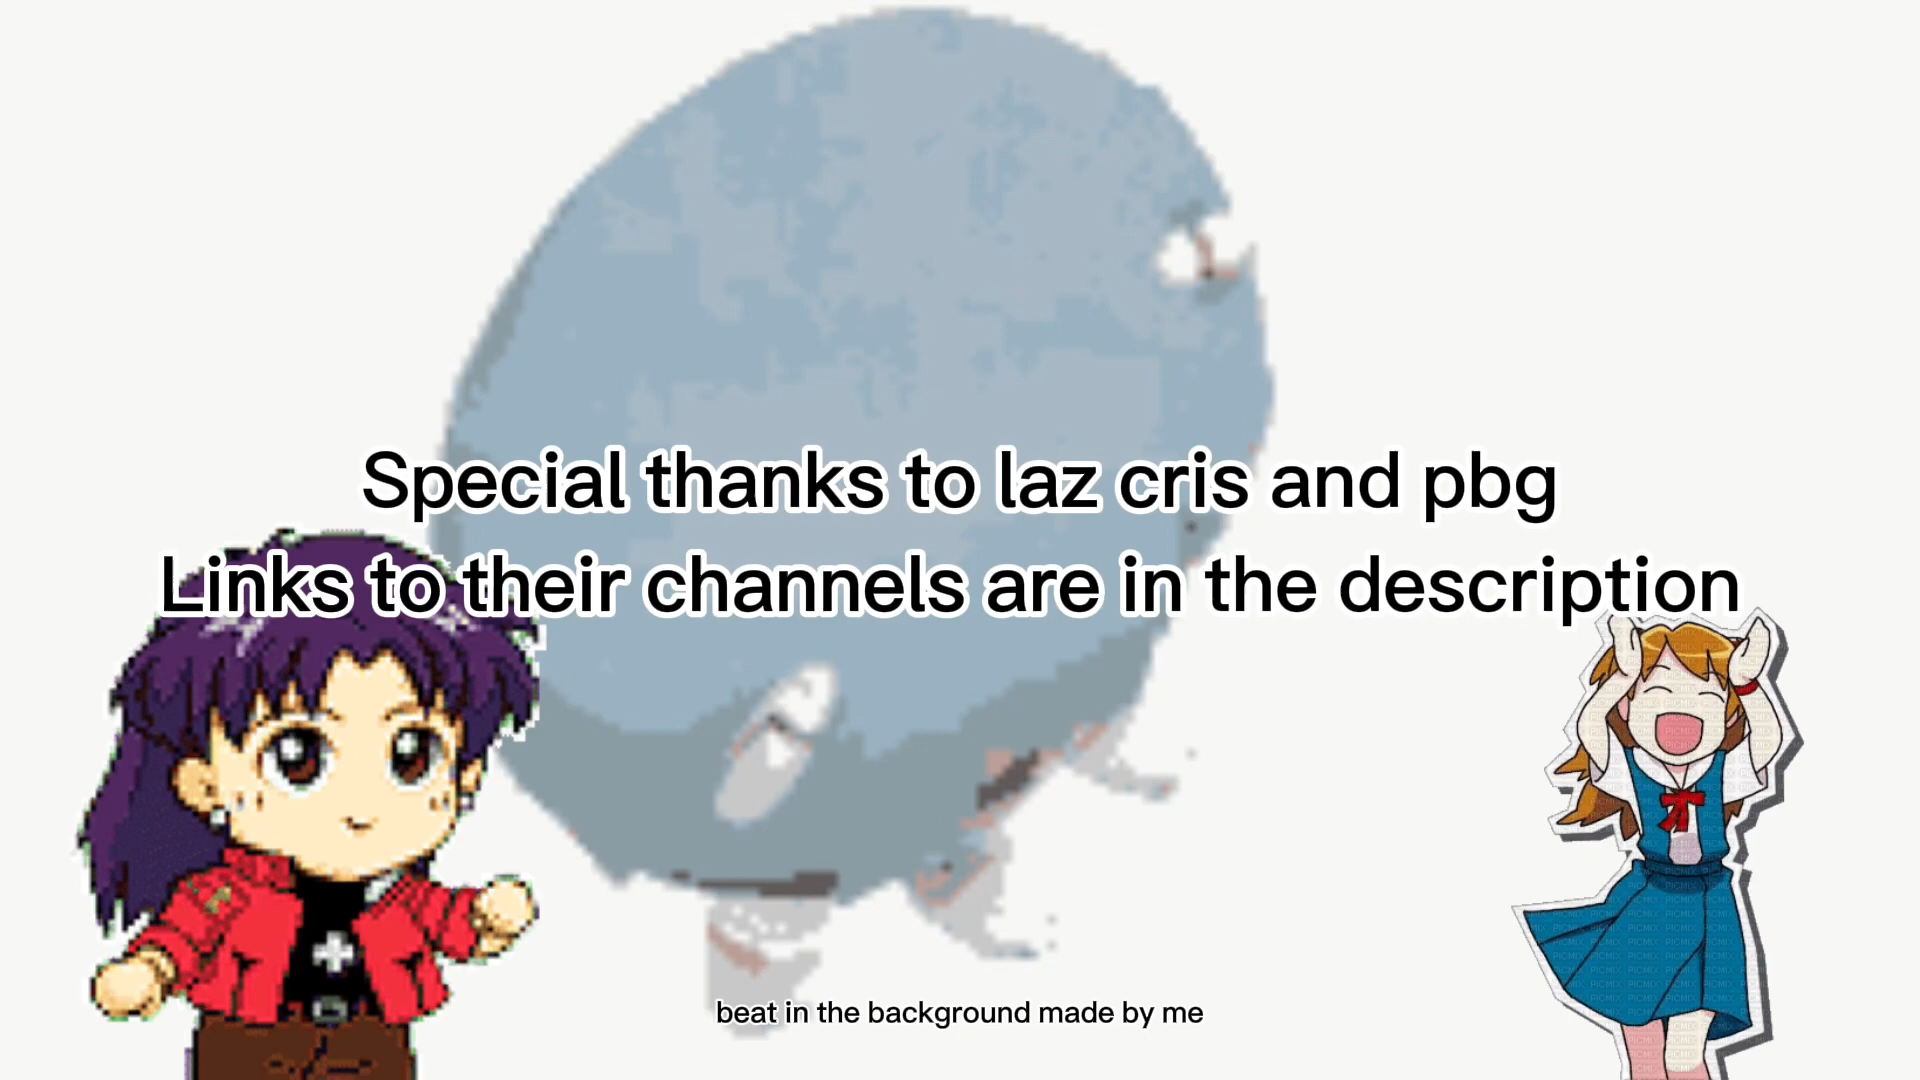 Special thanks to laz cris and pbg
Links to their channels are in the description
beat in the background made by me